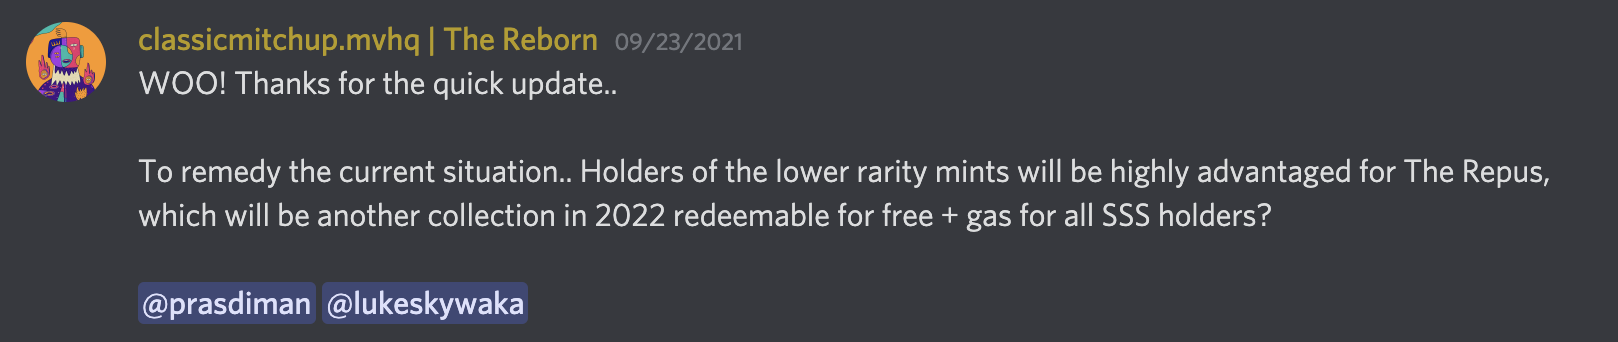 classicmitchup.mvhq | The Reborn 09/23/2021
WOO! Thanks for the quick update..
To remedy the current situation.. Holders of the lower rarity mints will be highly advantaged for The Repus,
which will be another collection in 2022 redeemable for free + gas for all SSS holders?
@prasdiman @lukeskywaka